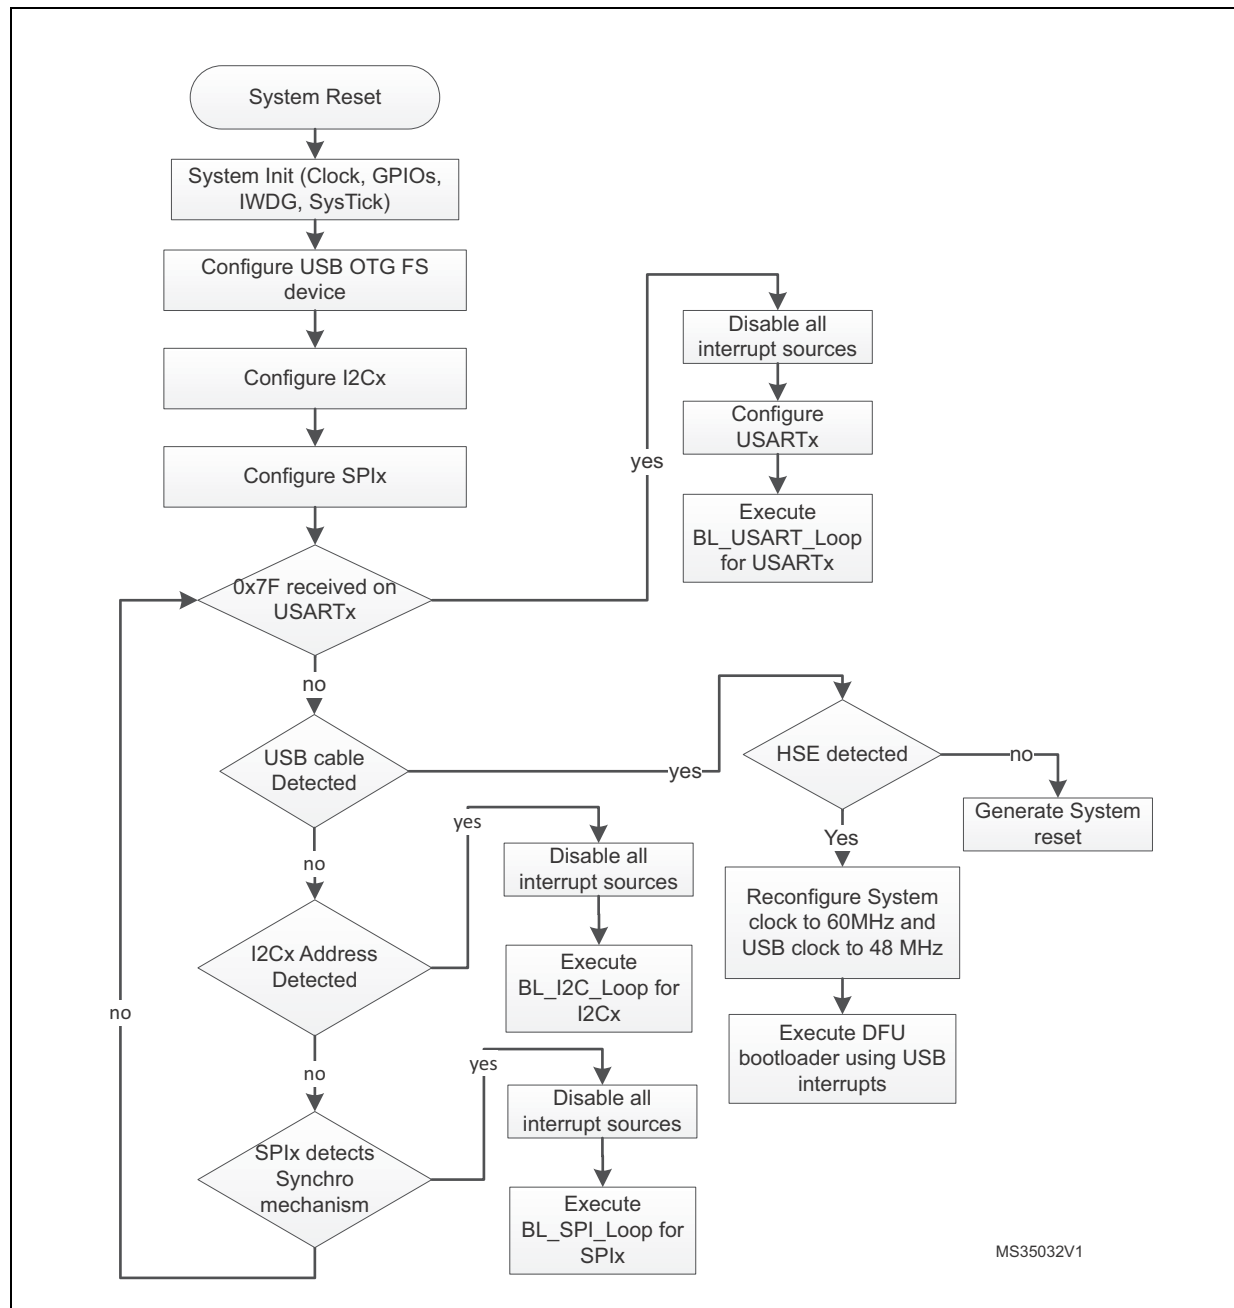 System Reset
System Init (Clock, GPIOs,
IWDG, SysTick)
Configure USB OTG FS
device
Configure I2Cx
Configure SPIx
0x7F received on
USARTx
yes
Disable all
interrupt sources
Configure
USARTx
Execute
BL_USART_Loop
for USARTx
no
USB cable
Detected
yes
HSE detected
no
Generate System
reset
Yes
Reconfigure System
clock to 60MHz and
USB clock to 48 MHz
Execute DFU
bootloader using USB
interrupts
no
I2Cx Address
Detected
yes
Disable all
interrupt sources
Execute
BL_I2C_Loop for
I2Cx
no
SPIx detects
Synchro
mechanism
yes
Disable all
interrupt sources
Execute
BL_SPI_Loop for
SPIx
no
MS35032V1